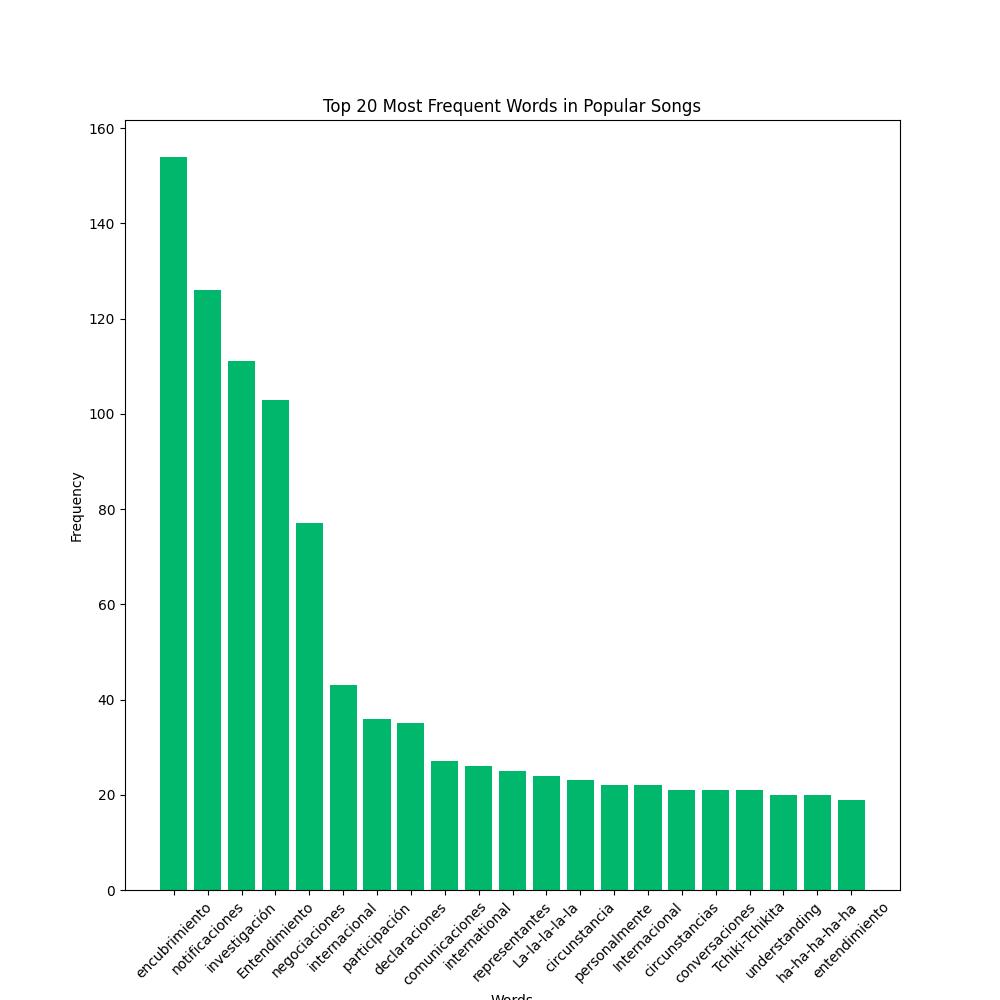 Top 20 Most Frequent Words in Popular Songs
160
140
120
100
80
60
40
20
0
Frequency
encubrimiento
notificaciones
investigación
Entendimiento
negociaciones
internacional
participación
declaraciones
comunicaciones
international
representantes
La-la-la-la-la
circunstancia
personalmente
Internacional
circunstancias
conversaciones
Tchiki-Tchikita
understanding
ha-ha-ha-ha-ha
entendimiento
Words